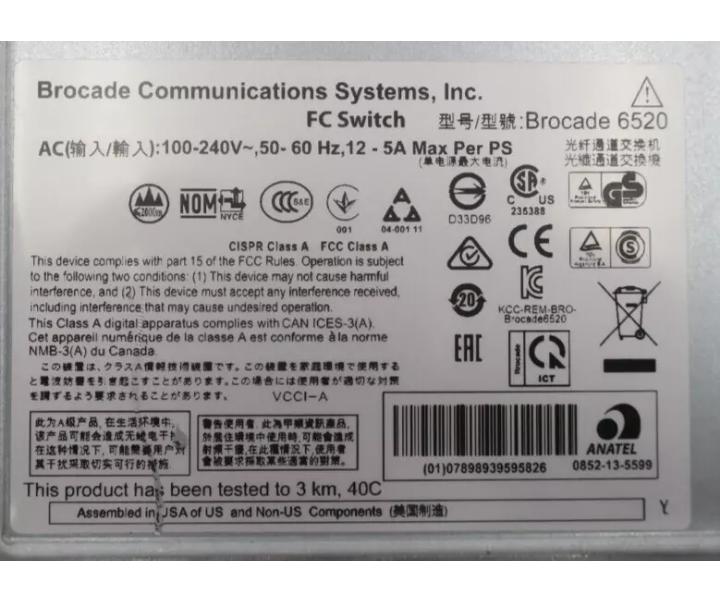 Brocade Communications Systems, Inc.
FC Switch 型号/型號:Brocade 6520
AC(输入/輸入):100-240V~,50- 60 Hz,12 - 5A Max Per PS
(单电源最大电流)
光纤通道交换机
光纖通道交換機
2000m
NOM
NYCE
CCC S&E
001
04-001 11
D33D96
SA
C US
235388
GS
CISPR Class A FCC Class A
This device complies with part 15 of the FCC Rules. Operation is subject
to the following two conditions: (1) This device may not cause harmful
interference, and (2) This device must accept any interference received,
including interference that may cause undesired operation.
This Class A digital apparatus complies with CAN ICES-3(A).
Cet appareil numérique de la classe A est conforme à la norme
NMB-3(A) du Canada.
CE
S
20
KCC-REM-BRO-
Brocade6520
EAC
Brocade
ICT
この装置は、クラスA情報技術装置です。この装置を家庭環境で使用する
と電波妨害を引き起こすことがあります。この場合には使用者が適切な対策
を講ずるよう要求されることがあります。 VCCI-A
此为A级产品, 在生活环境中,
该产品可能会造成无线电干扰
在这种情况下, 可能需要用户对
其干扰采取切实可行的措施
警告使用者: 此為甲類資訊產品,
於居住環境中使用時,可能會造成
射頻干擾,在此種情況下,使用者
會被要求採取某些適當的對策.
(01)07898939595826
ANATEL
0852-13-5599
This product has been tested to 3 km, 40C
Assembled in USA of US and Non-US Components (美国制造)
Y